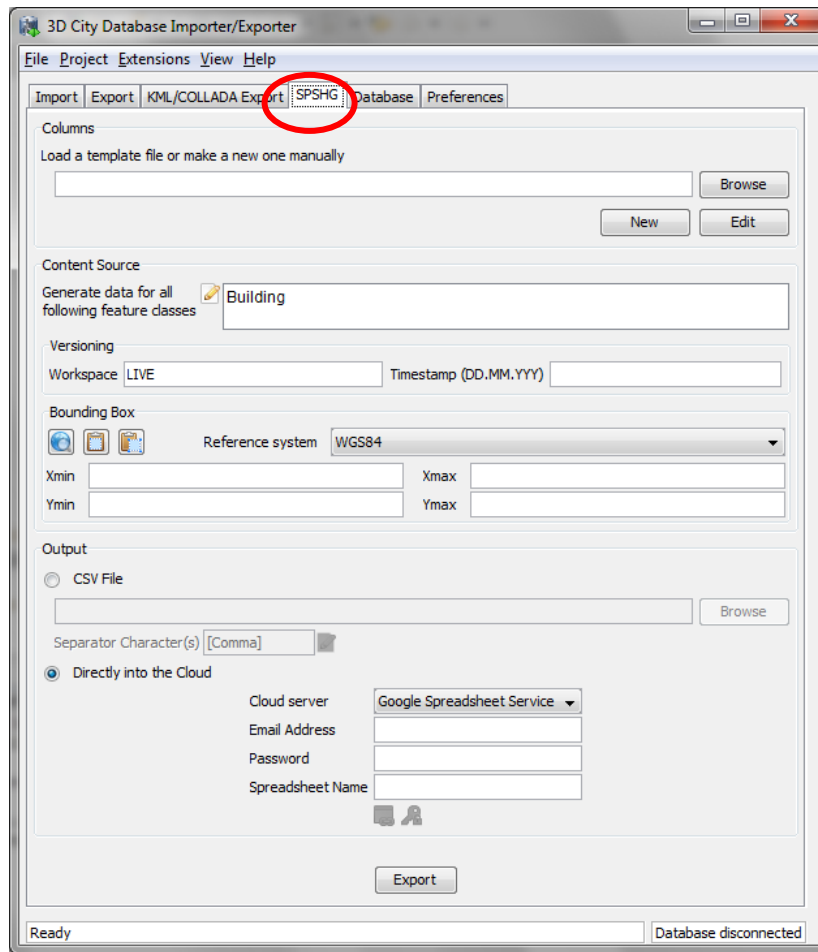 3D City Database Importer/Exporter
File Project Extensions View Help
Import Export KML/COLLADA Export SPSHG Database Preferences
Columns
Load a template file or make a new one manually
Browse
New Edit
Content Source
Generate data for all
following feature classes
Building
Versioning
Workspace LIVE Timestamp (DD.MM.YYY)
Bounding Box
Reference system WGS84
Xmin Xmax
Ymin Ymax
Output
CSV File
Browse
Separator Character(s) [Comma]
Directly into the Cloud
Cloud server Google Spreadsheet Service
Email Address
Password
Spreadsheet Name
Export
Ready Database disconnected